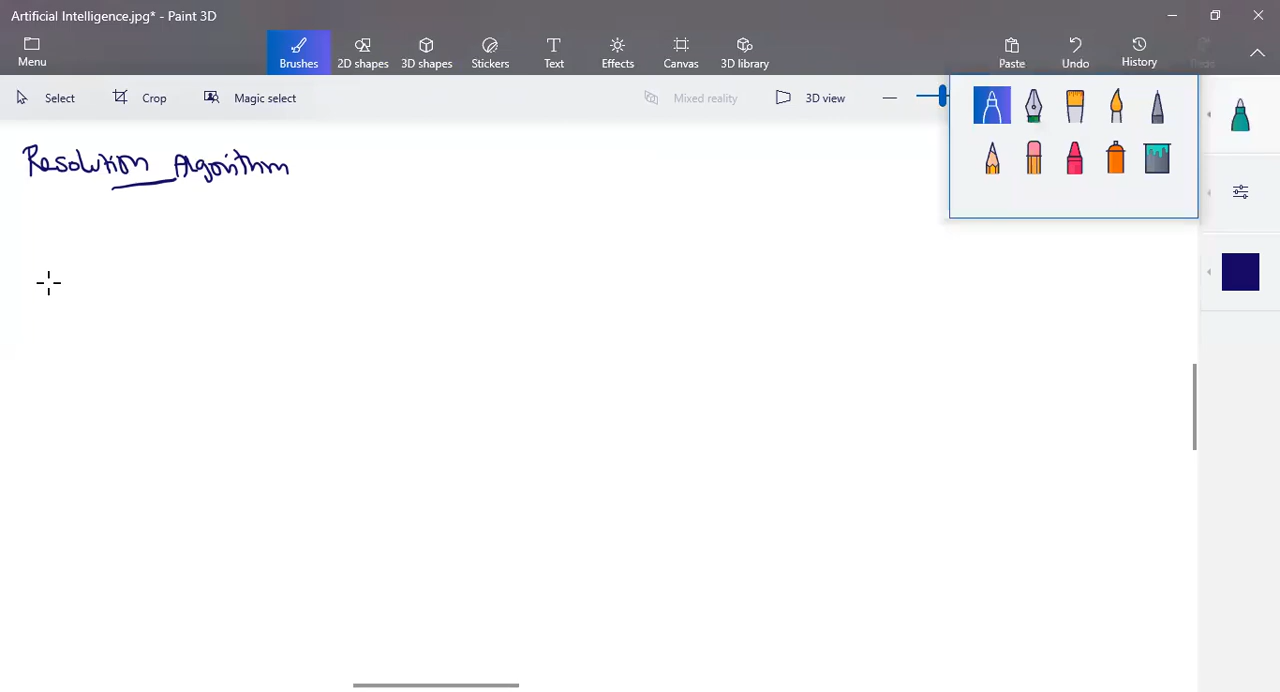 Artificial Intelligence.jpg* - Paint 3D
Menu
Brushes 2D shapes 3D shapes Stickers Text Effects Canvas 3D library Paste Undo History Redo
Select Crop Magic select Mixed reality 3D view
Resolution Algorithm